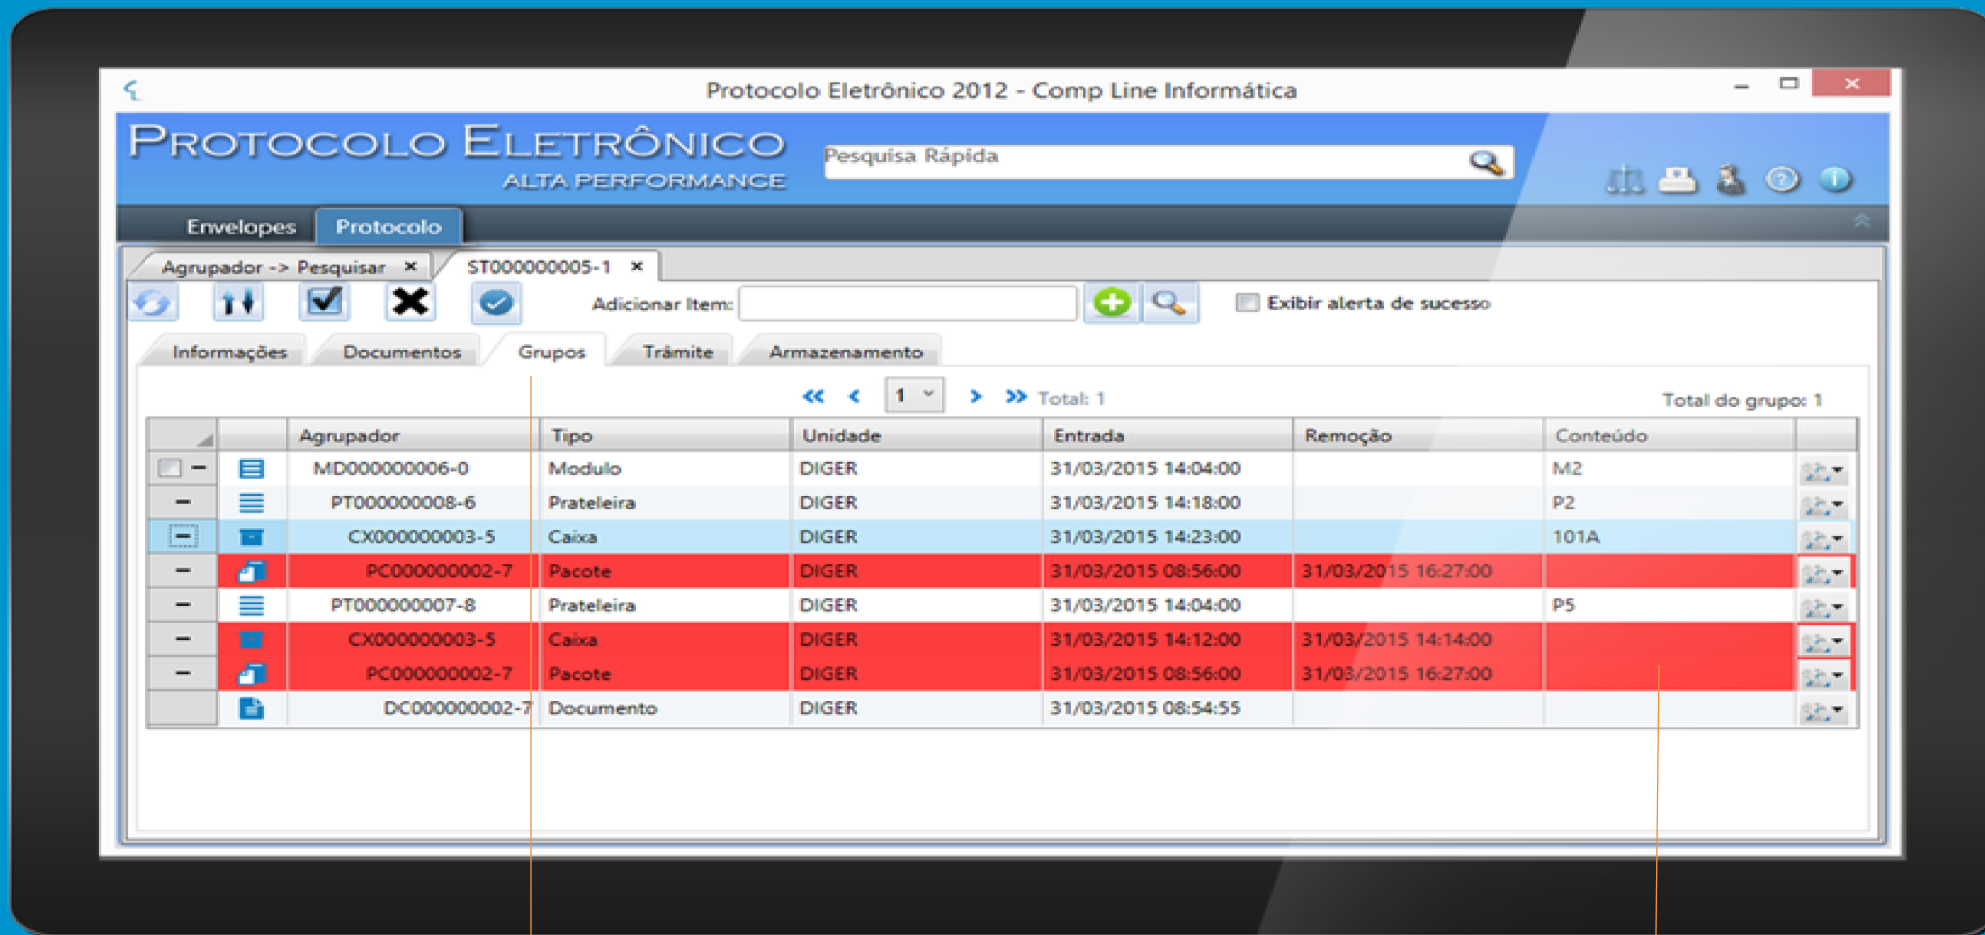 Protocolo Eletrônico 2012 - Comp Line Informática
PROTOCOLO ELETRÔNICO
ALTA PERFORMANCE
Pesquisa Rápida
Envelopes Protocolo
Agrupador -> Pesquisar ST000000005-1
Adicionar Item: Exibir alerta de sucesso
Informações Documentos Grupos Trâmite Armazenamento
1 Total: 1 Total do grupo: 1
Agrupador Tipo Unidade Entrada Remoção Conteúdo
MD000000006-0 Modulo DIGER 31/03/2015 14:04:00 M2
PT000000008-6 Prateleira DIGER 31/03/2015 14:18:00 P2
CX000000003-5 Caixa DIGER 31/03/2015 14:23:00 101A
PC000000002-7 Pacote DIGER 31/03/2015 08:56:00 31/03/2015 16:27:00
PT000000007-8 Prateleira DIGER 31/03/2015 14:04:00 P5
CX000000003-5 Caixa DIGER 31/03/2015 14:12:00 31/03/2015 14:14:00
PC000000002-7 Pacote DIGER 31/03/2015 08:56:00 31/03/2015 16:27:00
DC000000002-7 Documento DIGER 31/03/2015 08:54:55